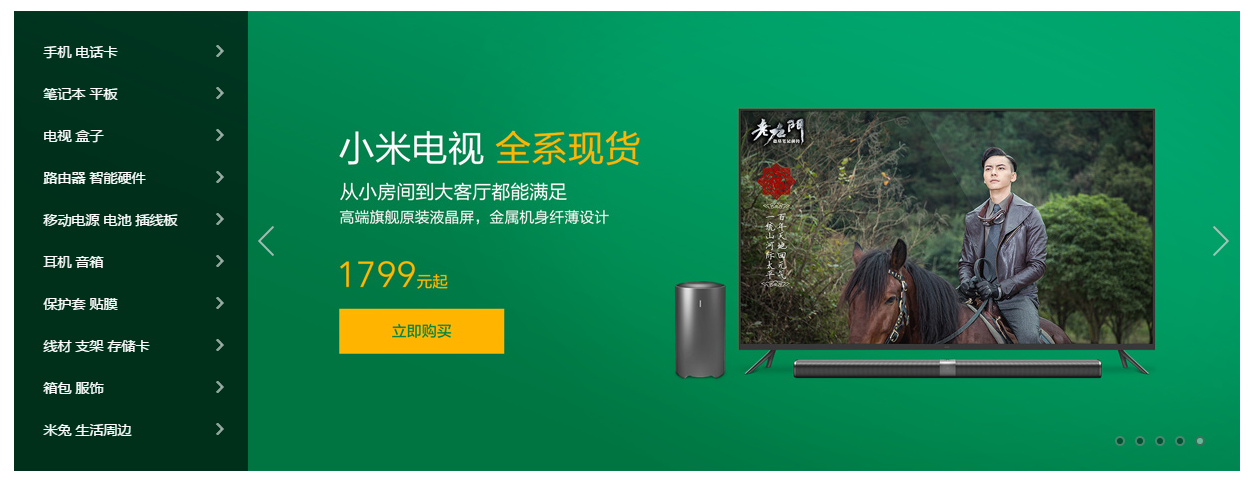 手机 电话卡
笔记本 平板
电视 盒子
路由器 智能硬件
移动电源 电池 插线板
耳机 音箱
保护套 贴膜
线材 支架 存储卡
箱包 服饰
米兔 生活周边
小米电视 全系现货
从小房间到大客厅都能满足
高端旗舰原装液晶屏，金属机身纤薄设计
1799元起
立即购买
老九門